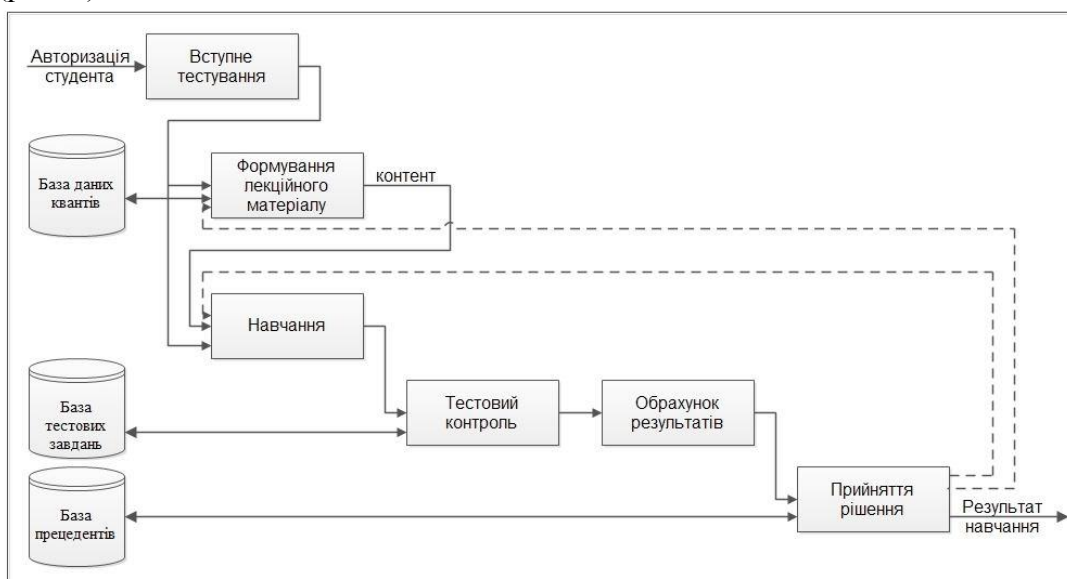 Авторизація
студента
Вступне
тестування
База даних
квантів
Формування
лекційного
матеріалу
контент
Навчання
База
тестових
завдань
Тестовий
контроль
Обрахунок
результатів
База
прецедентів
Прийняття
рішення
Результат
навчання